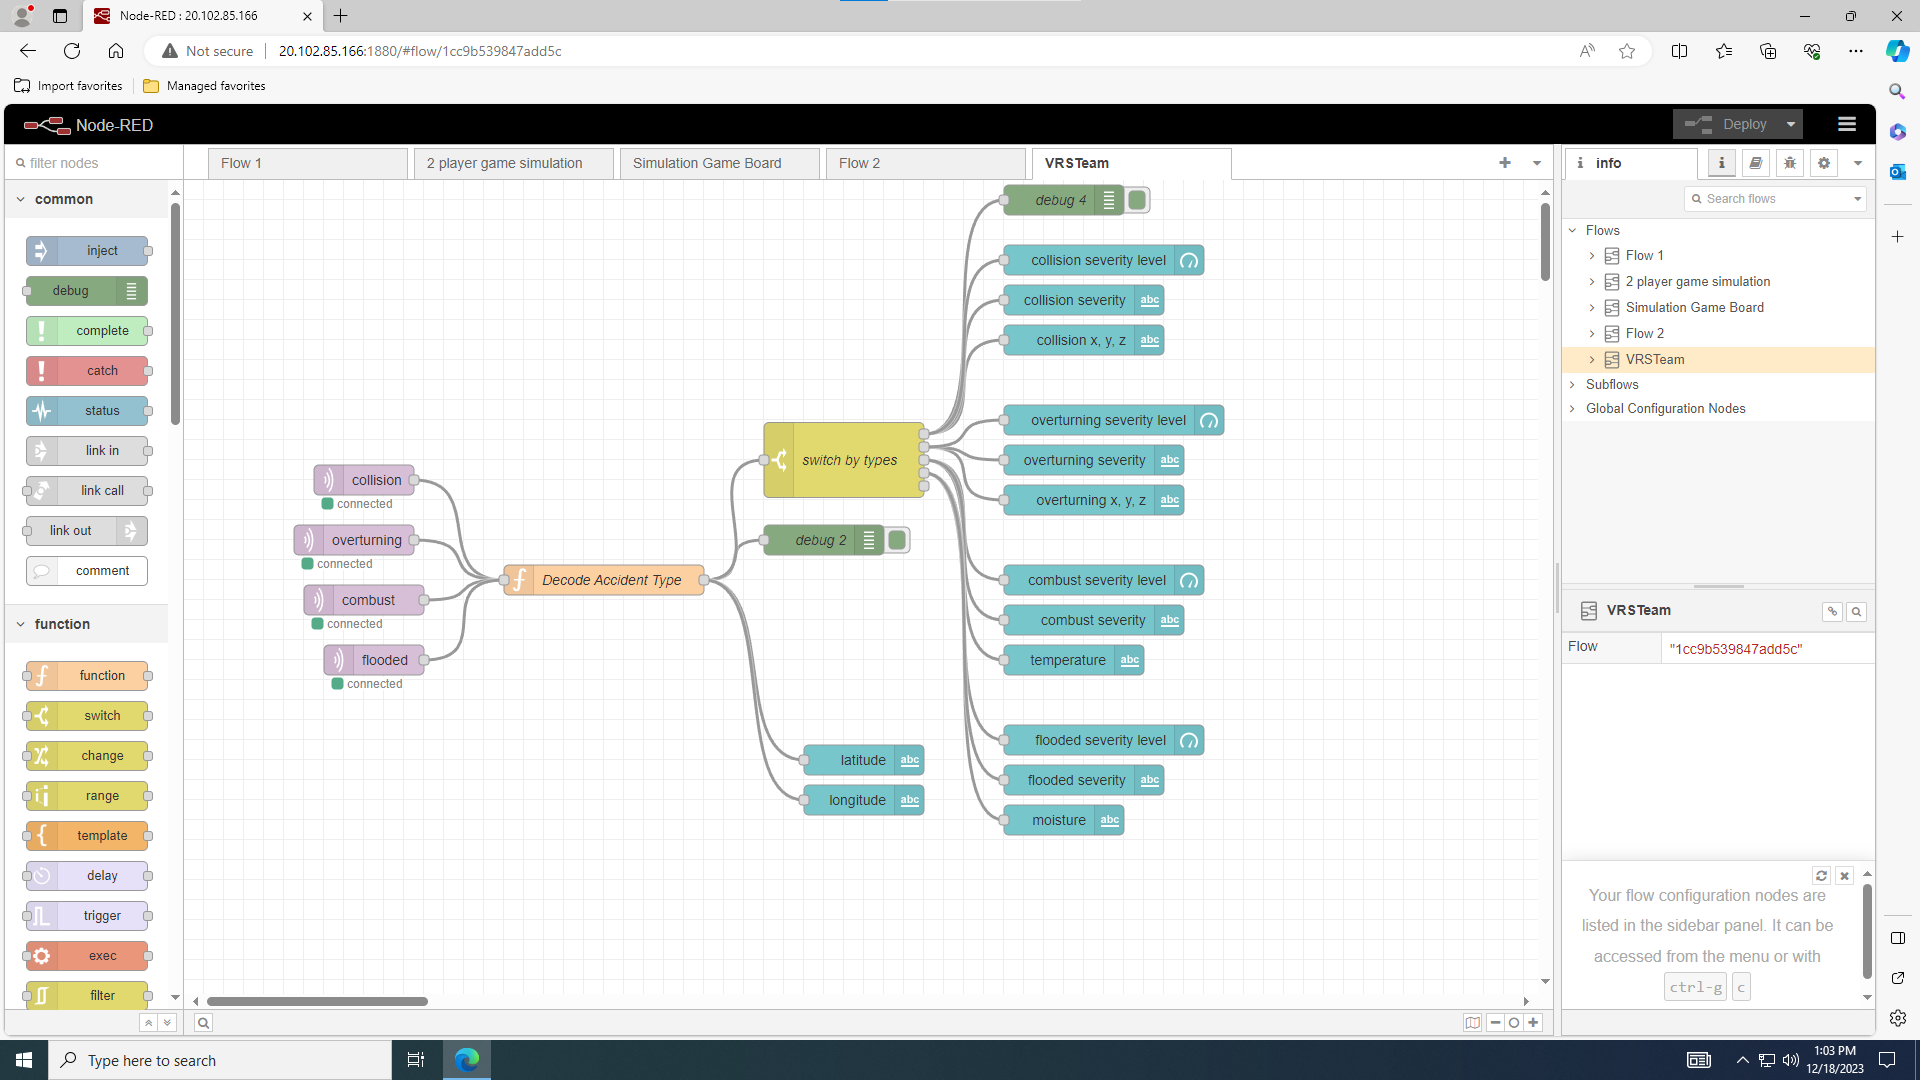 Node-RED : 20.102.85.166
Not secure
20.102.85.166:1880/#flow/1cc9b539847add5c
Import favorites
Managed favorites
Node-RED
Deploy
filter nodes
Flow 1
2 player game simulation
Simulation Game Board
Flow 2
VRSTeam
info
Search flows
common
inject
debug
complete
catch
status
link in
link call
link out
comment
function
function
switch
change
range
template
delay
trigger
exec
filter
collision
connected
overturning
connected
combust
connected
flooded
connected
Decode Accident Type
switch by types
debug 2
latitude abc
longitude abc
debug 4
collision severity level
collision severity abc
collision x, y, z abc
overturning severity level
overturning severity abc
overturning x, y, z abc
combust severity level
combust severity abc
temperature abc
flooded severity level
flooded severity abc
moisture abc
Flows
Flow 1
2 player game simulation
Simulation Game Board
Flow 2
VRSTeam
Subflows
Global Configuration Nodes
VRSTeam
Flow "1cc9b539847add5c"
Your flow configuration nodes are
listed in the sidebar panel. It can be
accessed from the menu or with
ctrl-g c
Type here to search
1:03 PM
12/18/2023